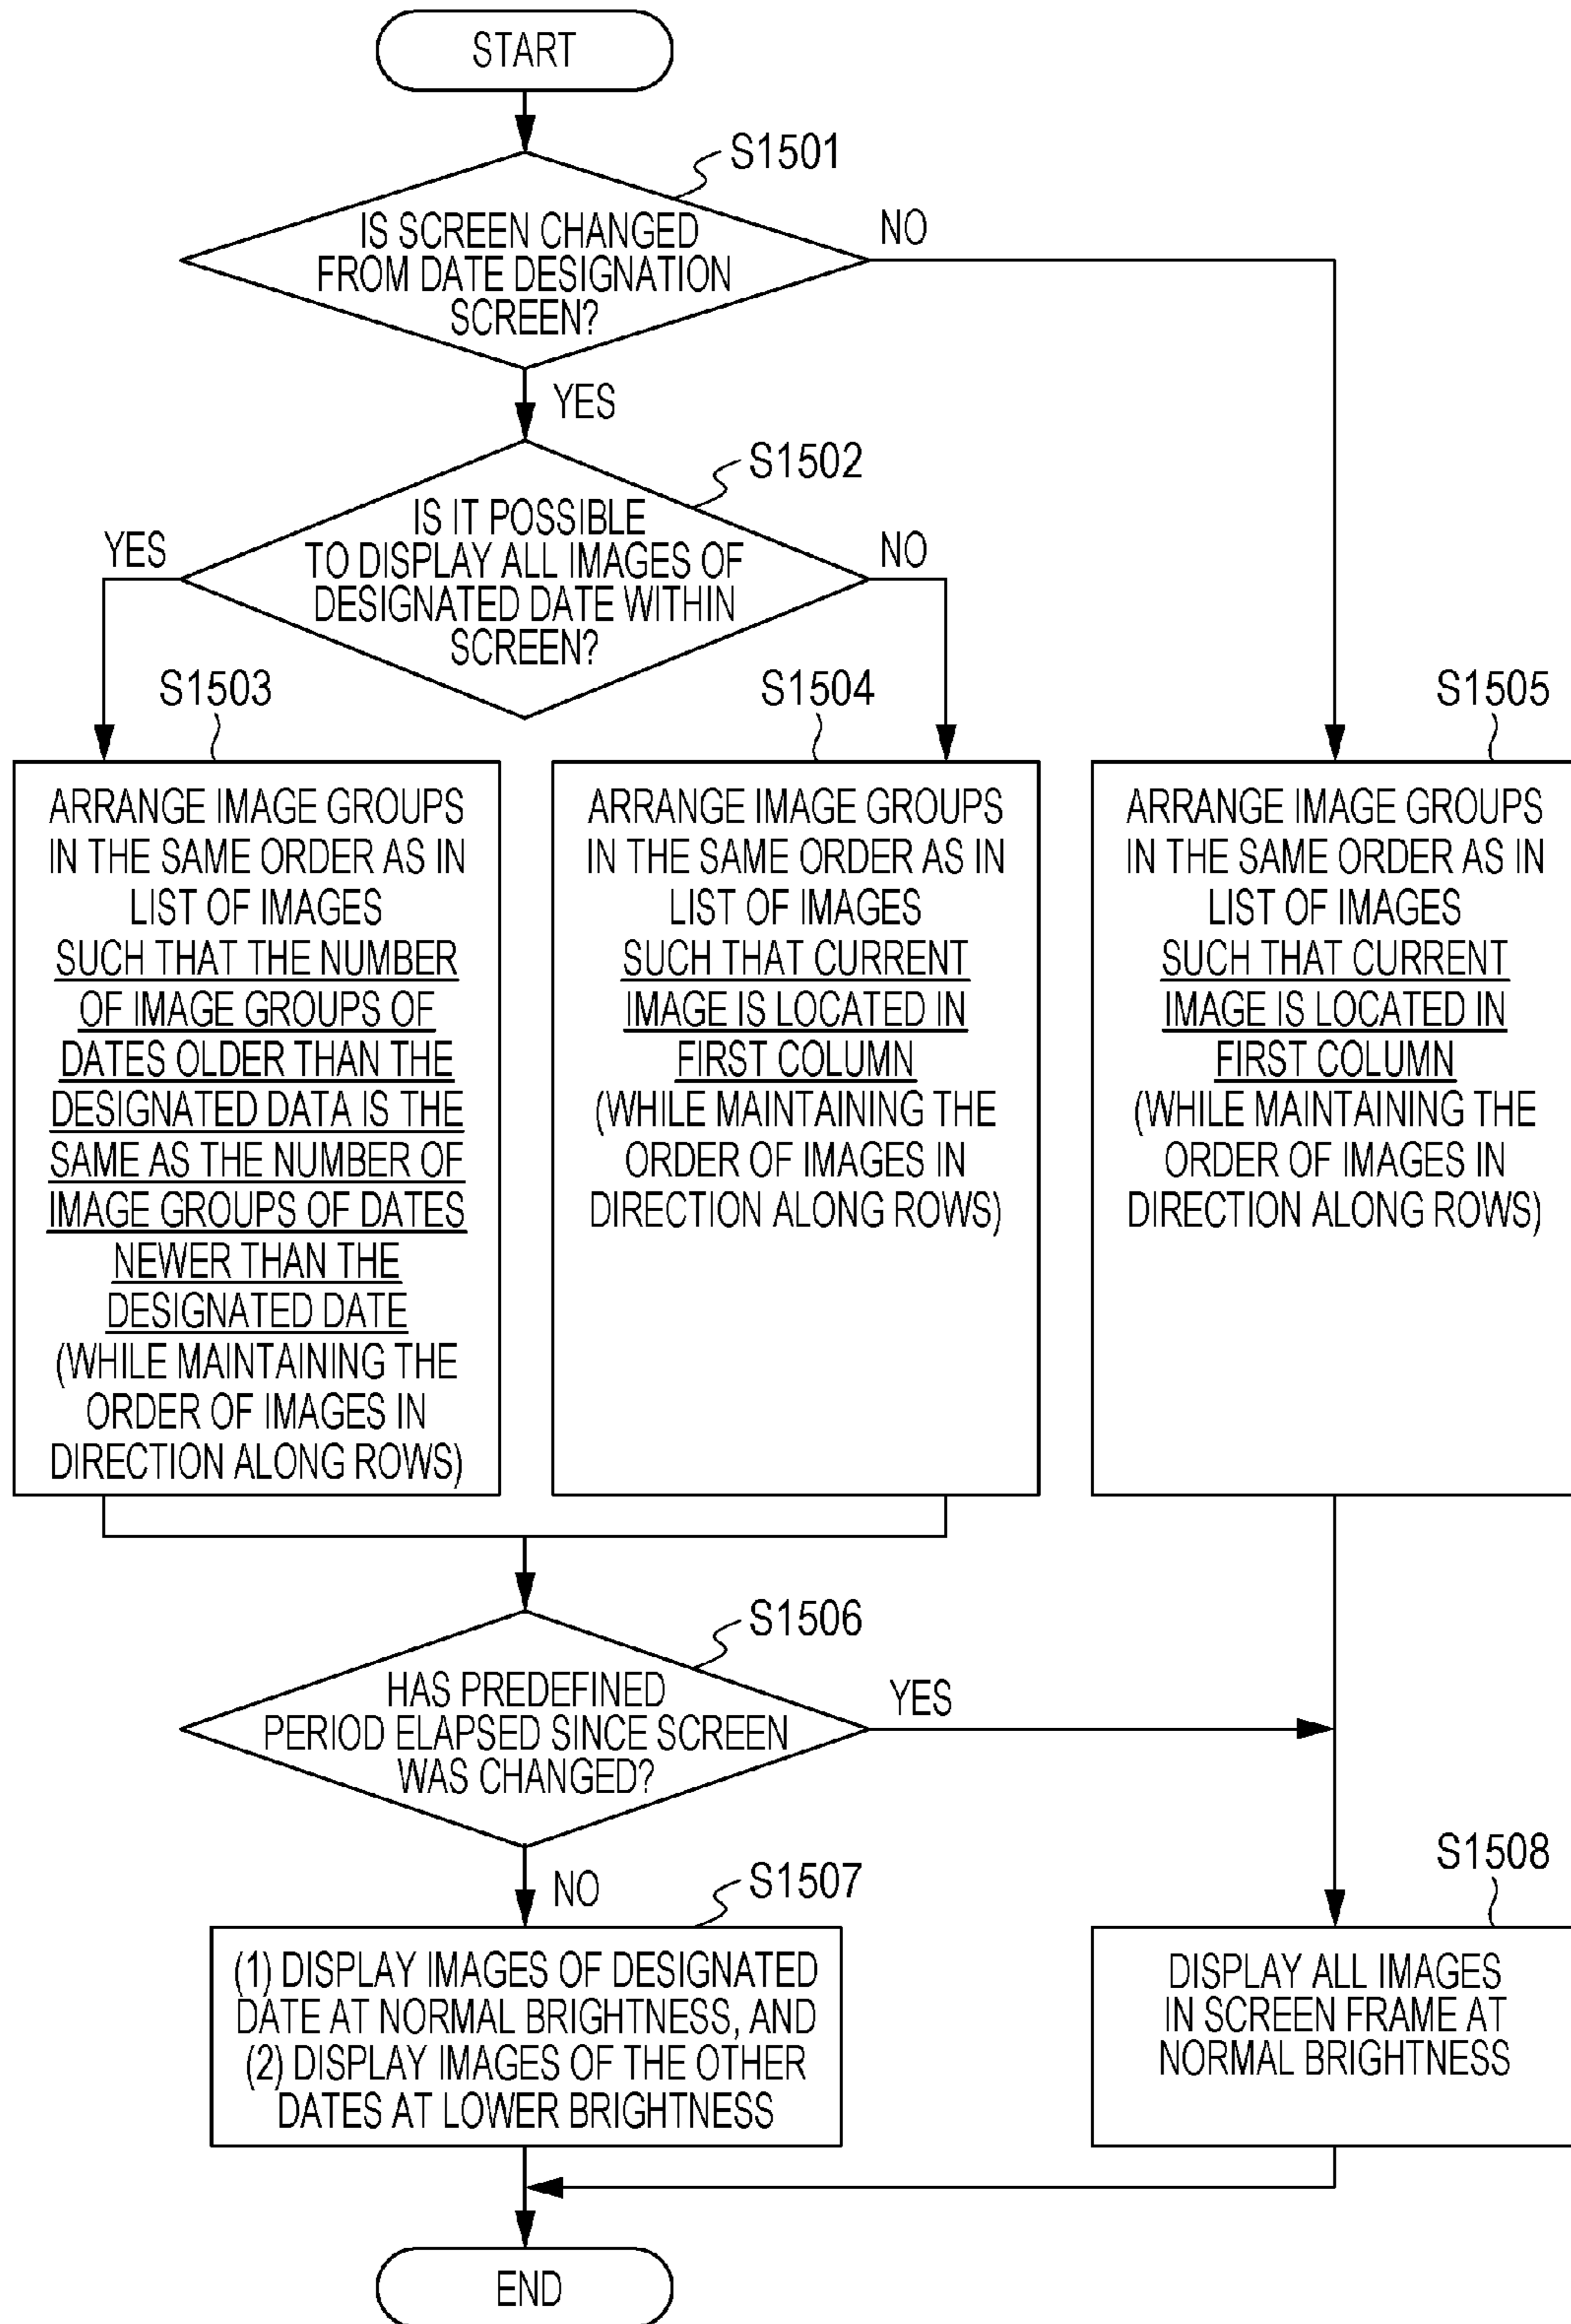 START
S1501
IS SCREEN CHANGED
FROM DATE DESIGNATION
SCREEN?
NO
YES
S1502
IS IT POSSIBLE
TO DISPLAY ALL IMAGES OF
DESIGNATED DATE WITHIN
SCREEN?
YES
NO
S1503
ARRANGE IMAGE GROUPS
IN THE SAME ORDER AS IN
LIST OF IMAGES
SUCH THAT THE NUMBER
OF IMAGE GROUPS OF
DATES OLDER THAN THE
DESIGNATED DATA IS THE
SAME AS THE NUMBER OF
IMAGE GROUPS OF DATES
NEWER THAN THE
DESIGNATED DATE
(WHILE MAINTAINING THE
ORDER OF IMAGES IN
DIRECTION ALONG ROWS)
S1504
ARRANGE IMAGE GROUPS
IN THE SAME ORDER AS IN
LIST OF IMAGES
SUCH THAT CURRENT
IMAGE IS LOCATED IN
FIRST COLUMN
(WHILE MAINTAINING THE
ORDER OF IMAGES IN
DIRECTION ALONG ROWS)
S1505
ARRANGE IMAGE GROUPS
IN THE SAME ORDER AS IN
LIST OF IMAGES
SUCH THAT CURRENT
IMAGE IS LOCATED IN
FIRST COLUMN
(WHILE MAINTAINING THE
ORDER OF IMAGES IN
DIRECTION ALONG ROWS)
S1506
HAS PREDEFINED
PERIOD ELAPSED SINCE SCREEN
WAS CHANGED?
YES
NO
S1507
(1) DISPLAY IMAGES OF DESIGNATED
DATE AT NORMAL BRIGHTNESS, AND
(2) DISPLAY IMAGES OF THE OTHER
DATES AT LOWER BRIGHTNESS
S1508
DISPLAY ALL IMAGES
IN SCREEN FRAME AT
NORMAL BRIGHTNESS
END